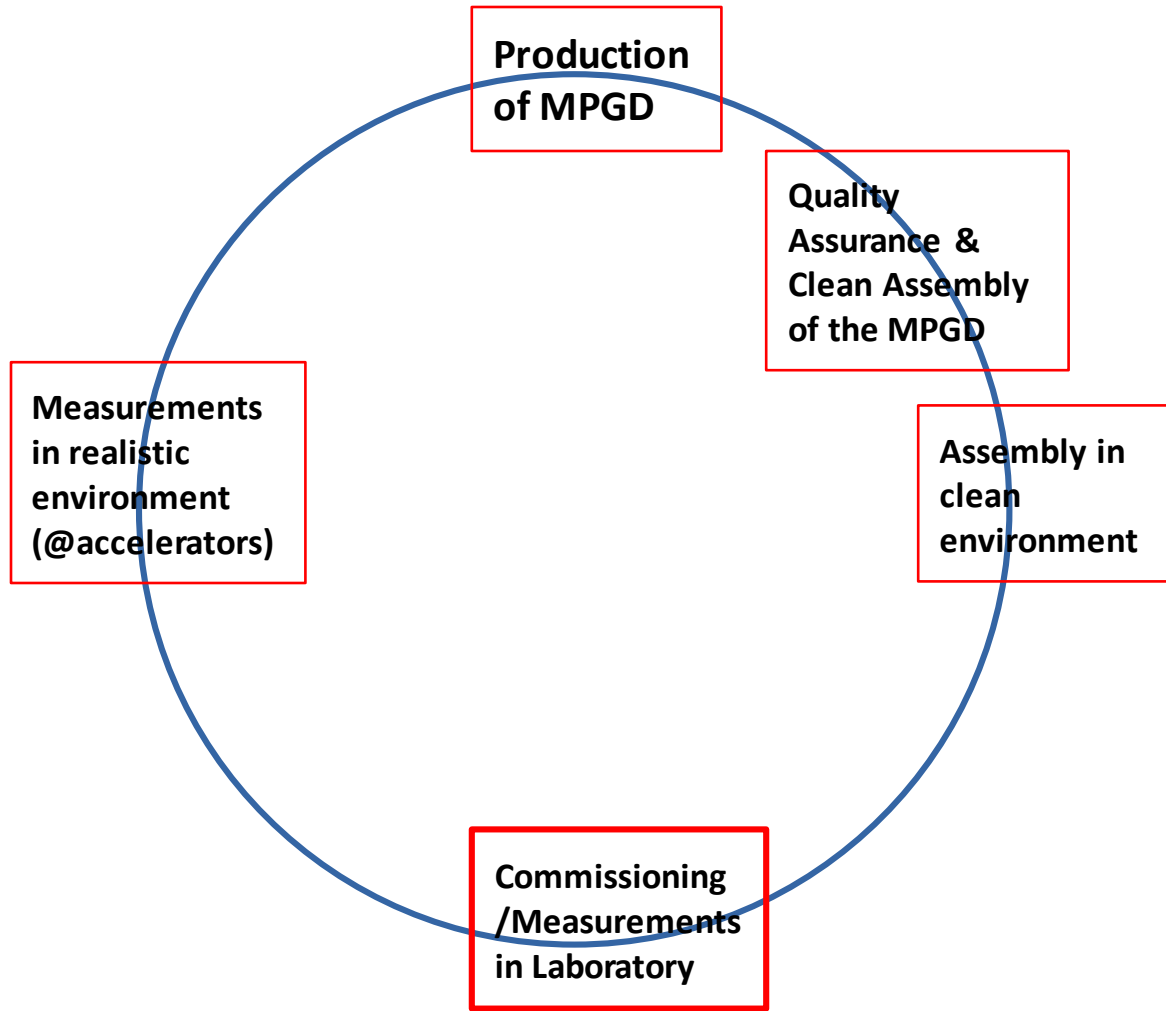 Production
of MPGD
Quality
Assurance &
Clean Assembly
of the MPGD
Assembly in
clean
environment
Commissioning
/Measurements
in Laboratory
Measurements
in realistic
environment
(@accelerators)